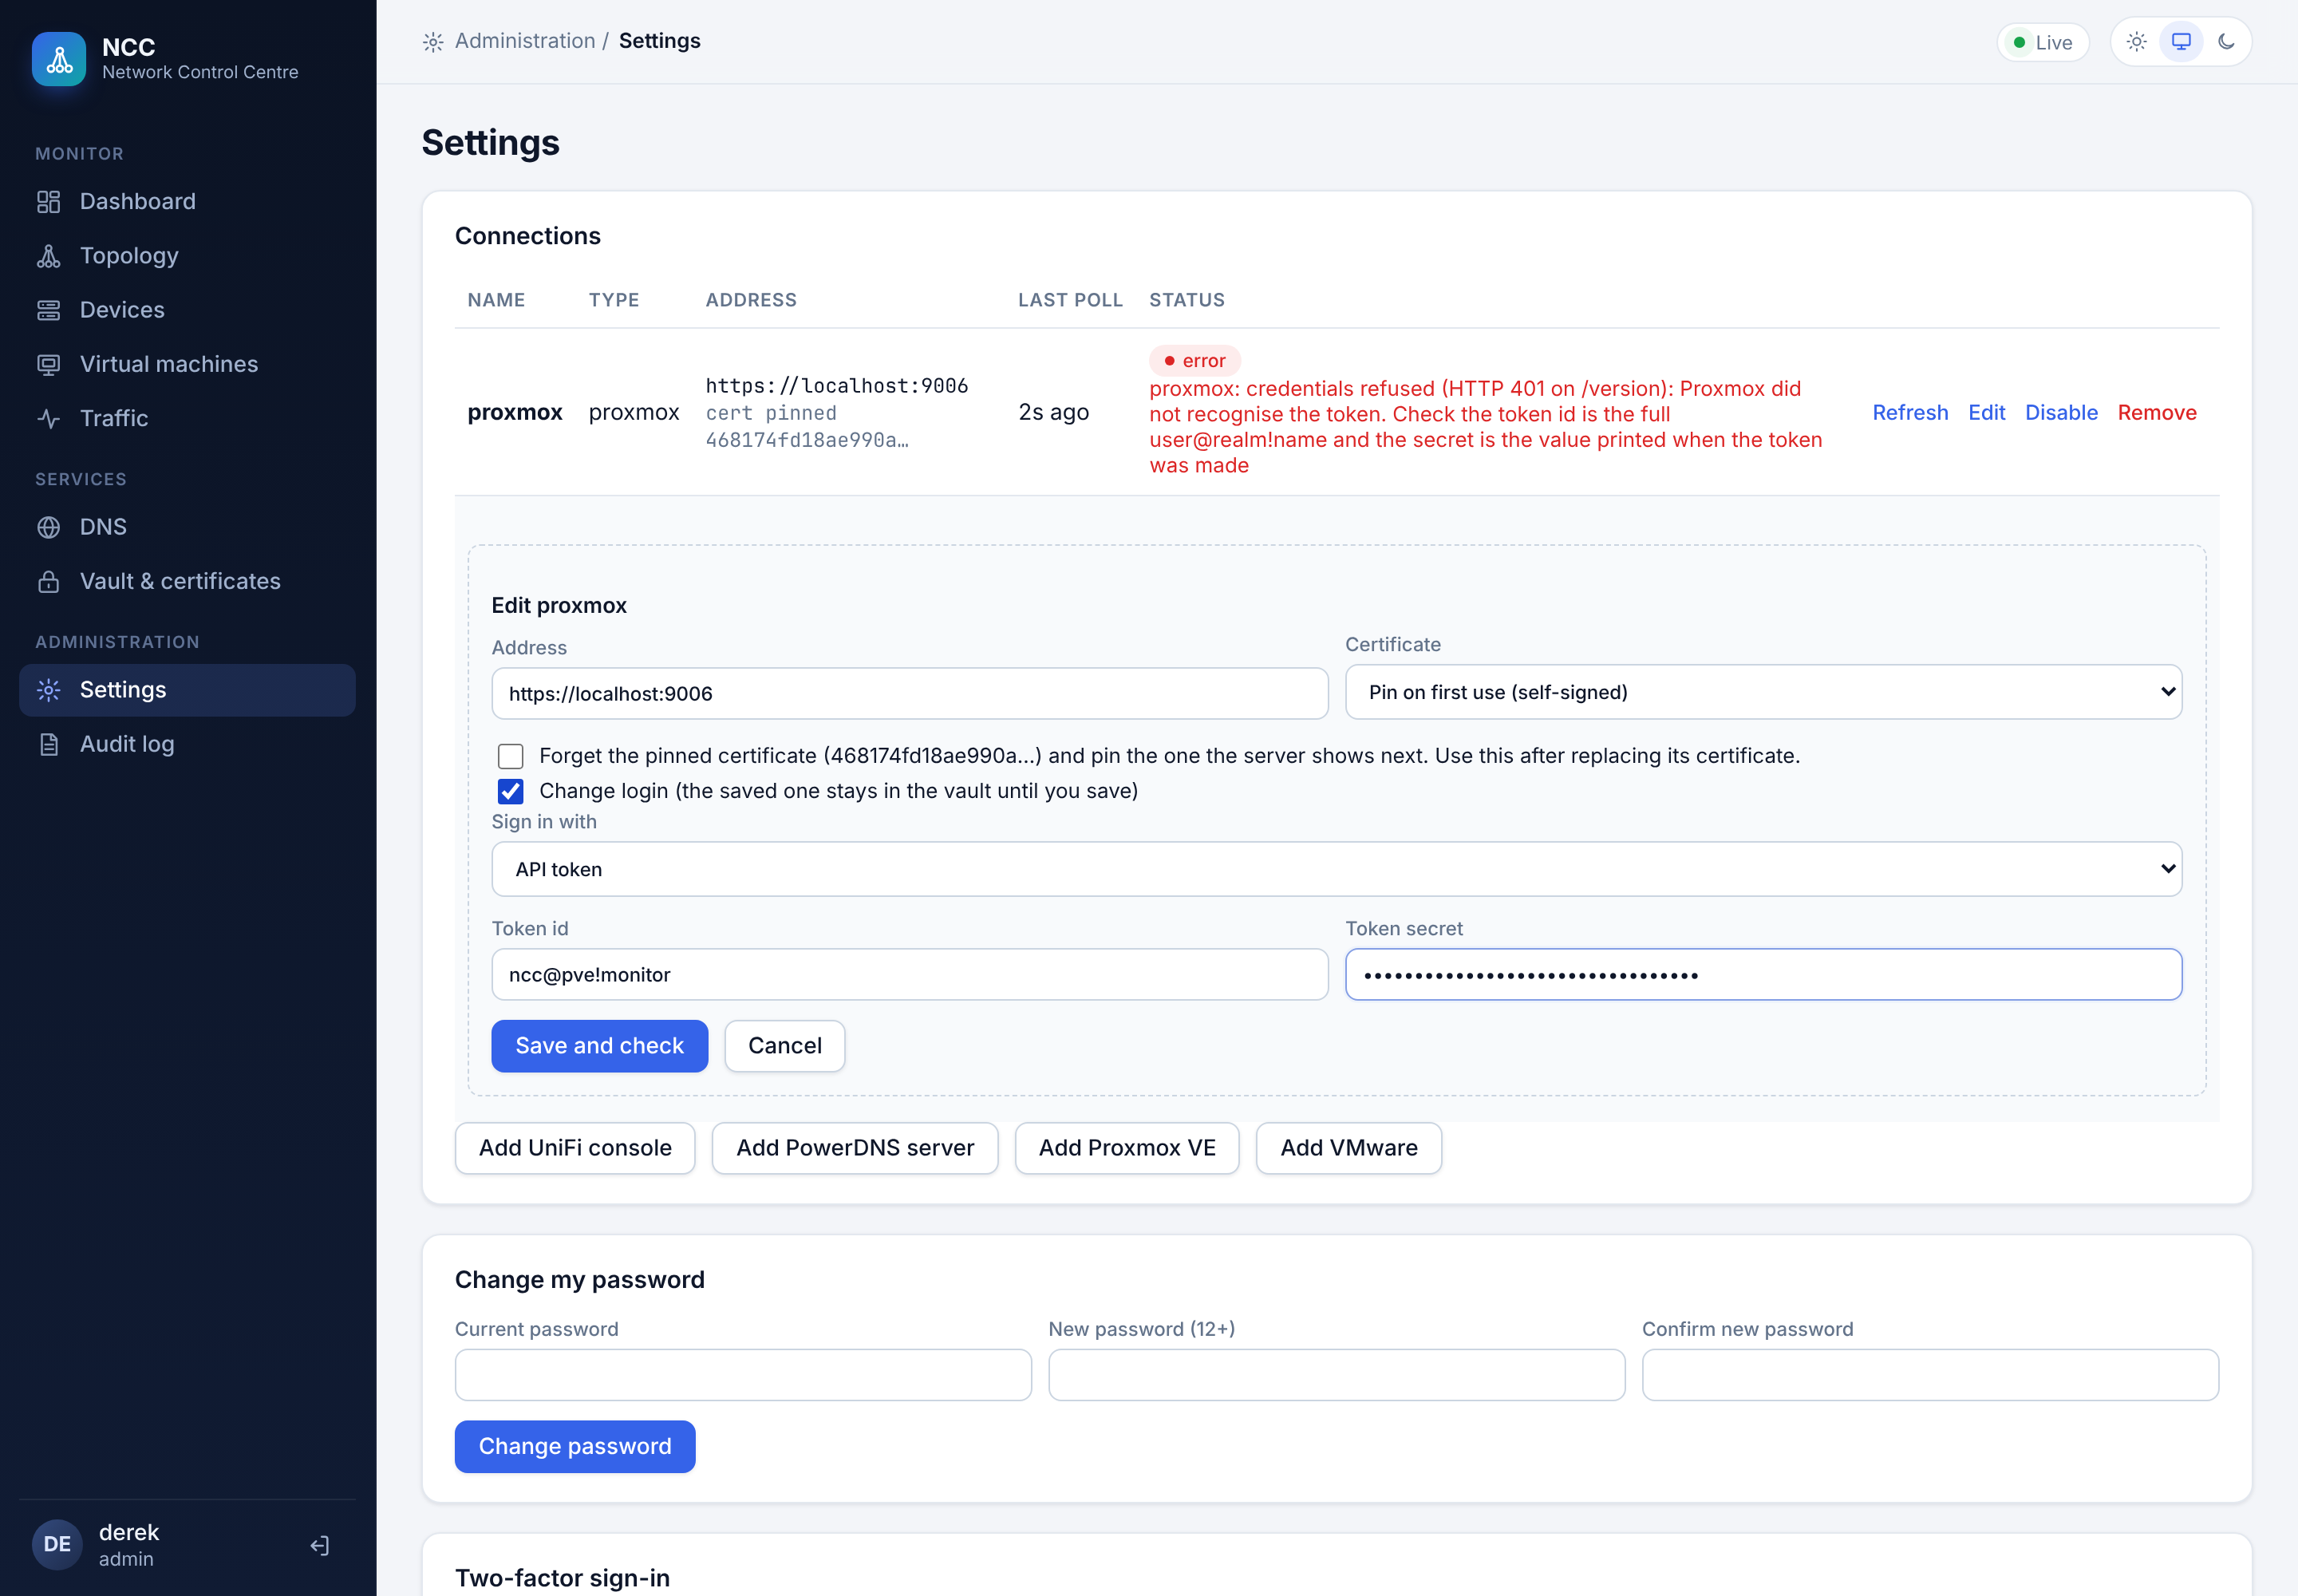 NCC
Network Control Centre
MONITOR
Dashboard
Topology
Devices
Virtual machines
Traffic
SERVICES
DNS
Vault & certificates
ADMINISTRATION
Settings
Audit log
DE
derek
admin
Administration / Settings
Live
Settings
Connections
NAME TYPE ADDRESS LAST POLL STATUS
proxmox proxmox https://localhost:9006
cert pinned
468174fd18ae990a…
2s ago
error
proxmox: credentials refused (HTTP 401 on /version): Proxmox did
not recognise the token. Check the token id is the full
user@realm!name and the secret is the value printed when the token
was made
Refresh Edit Disable Remove
Edit proxmox
Address
https://localhost:9006
Certificate
Pin on first use (self-signed)
Forget the pinned certificate (468174fd18ae990a…) and pin the one the server shows next. Use this after replacing its certificate.
Change login (the saved one stays in the vault until you save)
Sign in with
API token
Token id
ncc@pve!monitor
Token secret
•••••••••••••••••••••••••••••••••
Save and check Cancel
Add UniFi console Add PowerDNS server Add Proxmox VE Add VMware
Change my password
Current password New password (12+) Confirm new password
Change password
Two-factor sign-in